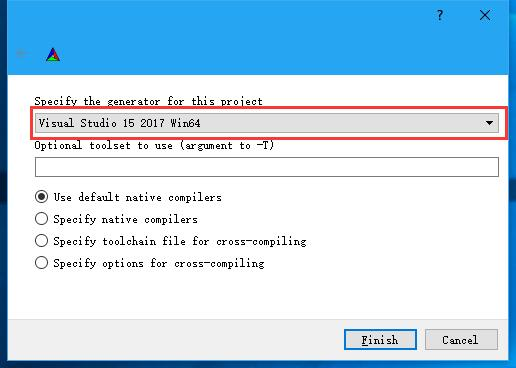 ?
Specify the generator for this project
Visual Studio 15 2017 Win64
Optional toolset to use (argument to -T)
Use default native compilers
Specify native compilers
Specify toolchain file for cross-compiling
Specify options for cross-compiling
Finish
Cancel